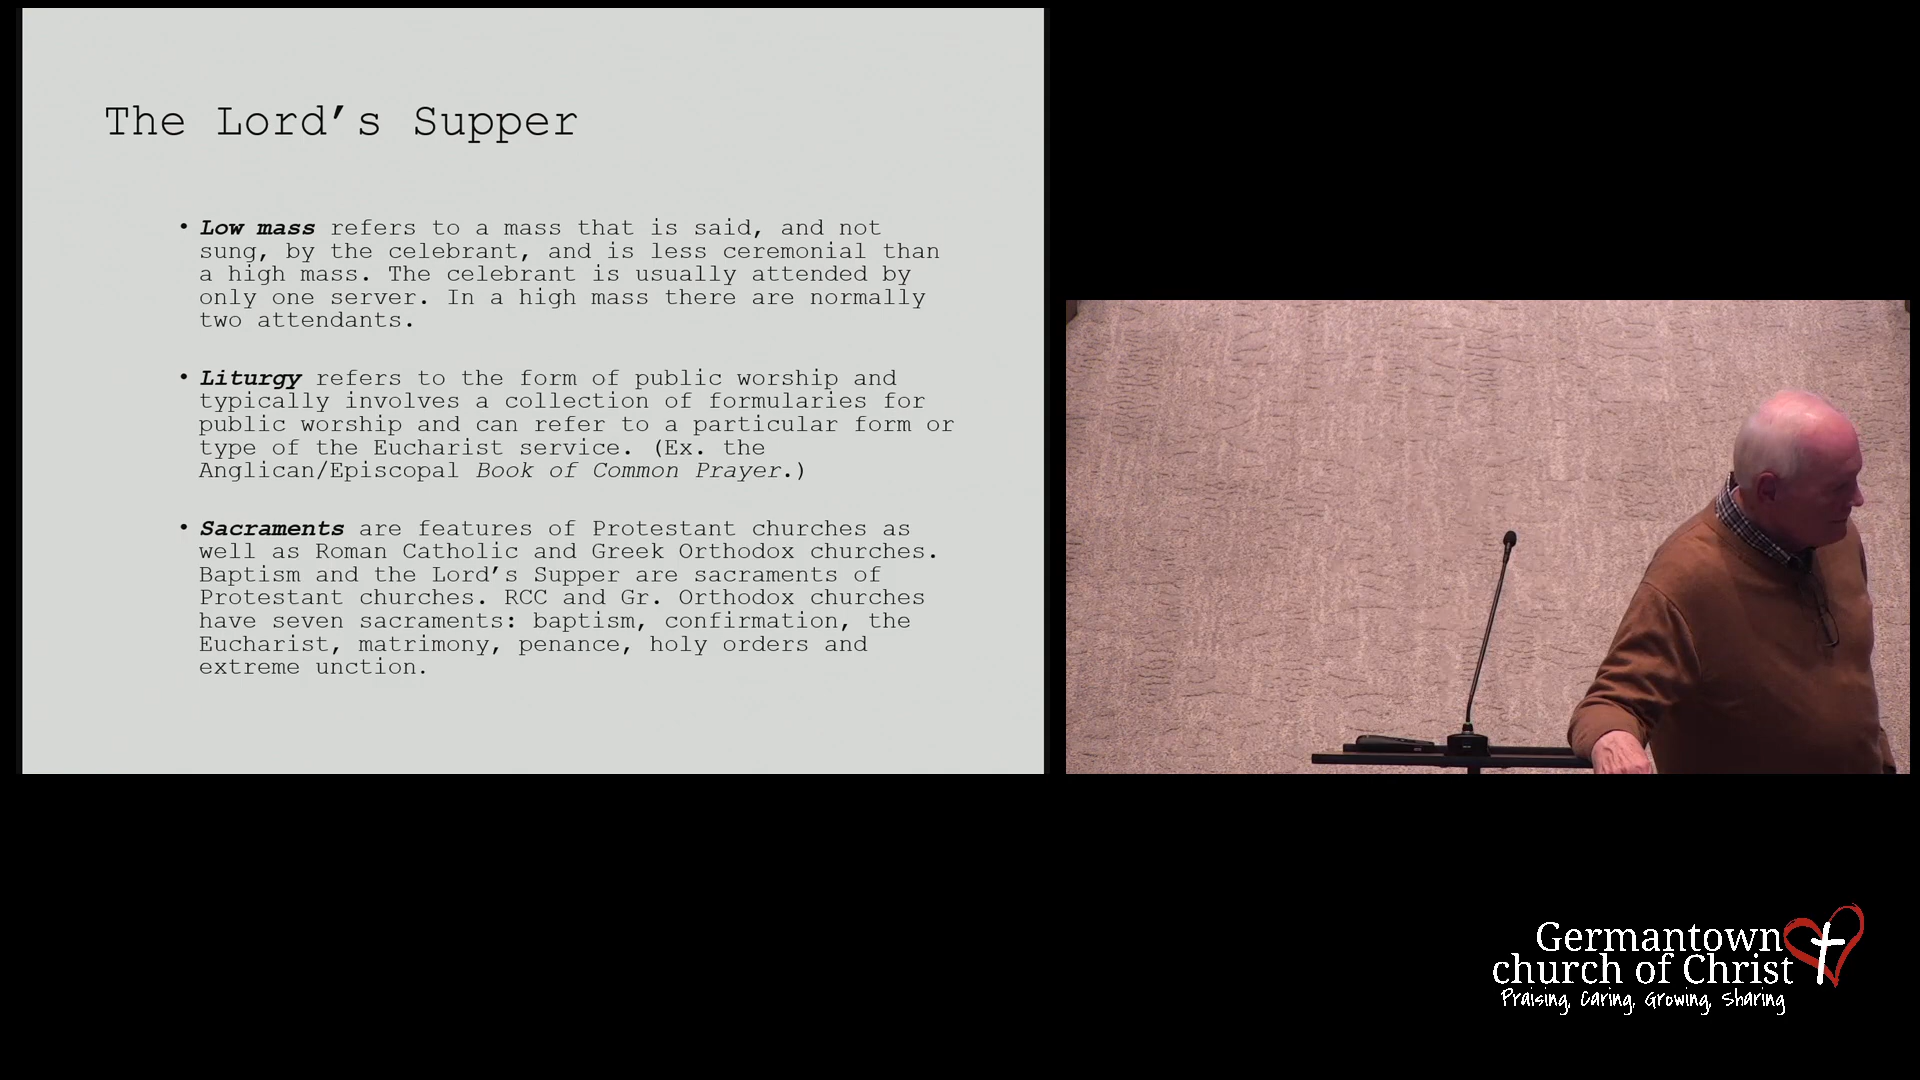 The Lord’s Supper
• Low mass refers to a mass that is said, and not
sung, by the celebrant, and is less ceremonial than
a high mass. The celebrant is usually attended by
only one server. In a high mass there are normally
two attendants.
• Liturgy refers to the form of public worship and
typically involves a collection of formularies for
public worship and can refer to a particular form or
type of the Eucharist service. (Ex. the
Anglican/Episcopal Book of Common Prayer.)
• Sacraments are features of Protestant churches as
well as Roman Catholic and Greek Orthodox churches.
Baptism and the Lord’s Supper are sacraments of
Protestant churches. RCC and Gr. Orthodox churches
have seven sacraments: baptism, confirmation, the
Eucharist, matrimony, penance, holy orders and
extreme unction.
Germantown
church of Christ
Praising, Caring, Growing, Sharing